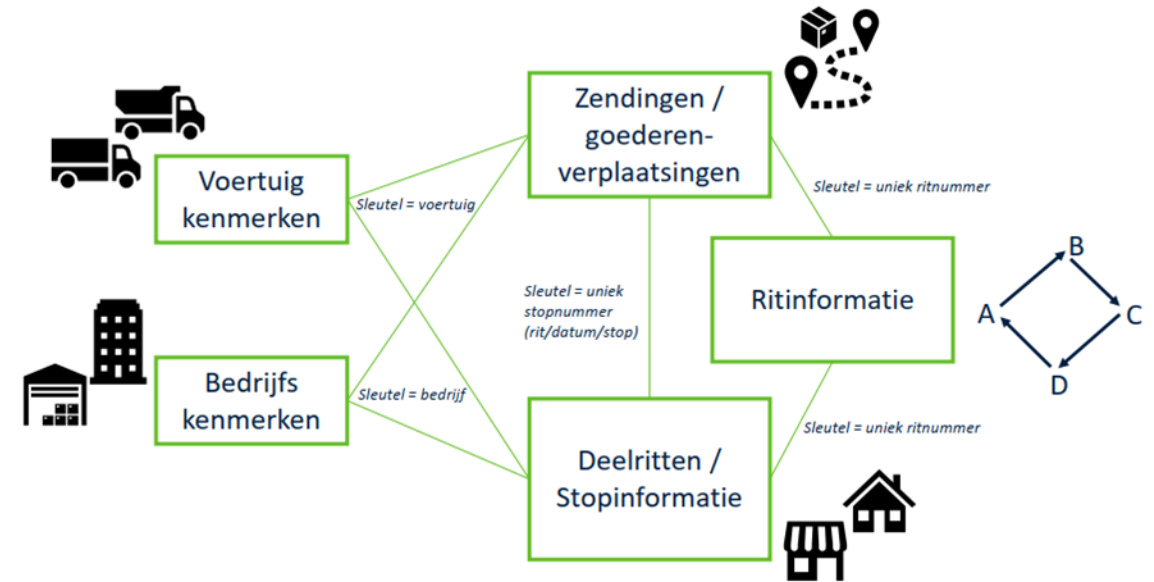 Zendingen /
goederen-
verplaatsingen
Voertuig
kenmerken
Sleutel = voertuig
Sleutel = uniek ritnummer
Sleutel = uniek
stopnummer
(rit/datum/stop)
Ritinformatie
A
B
C
D
Bedrijfs
kenmerken
Sleutel = bedrijf
Deelritten /
Stopinformatie
Sleutel = uniek ritnummer